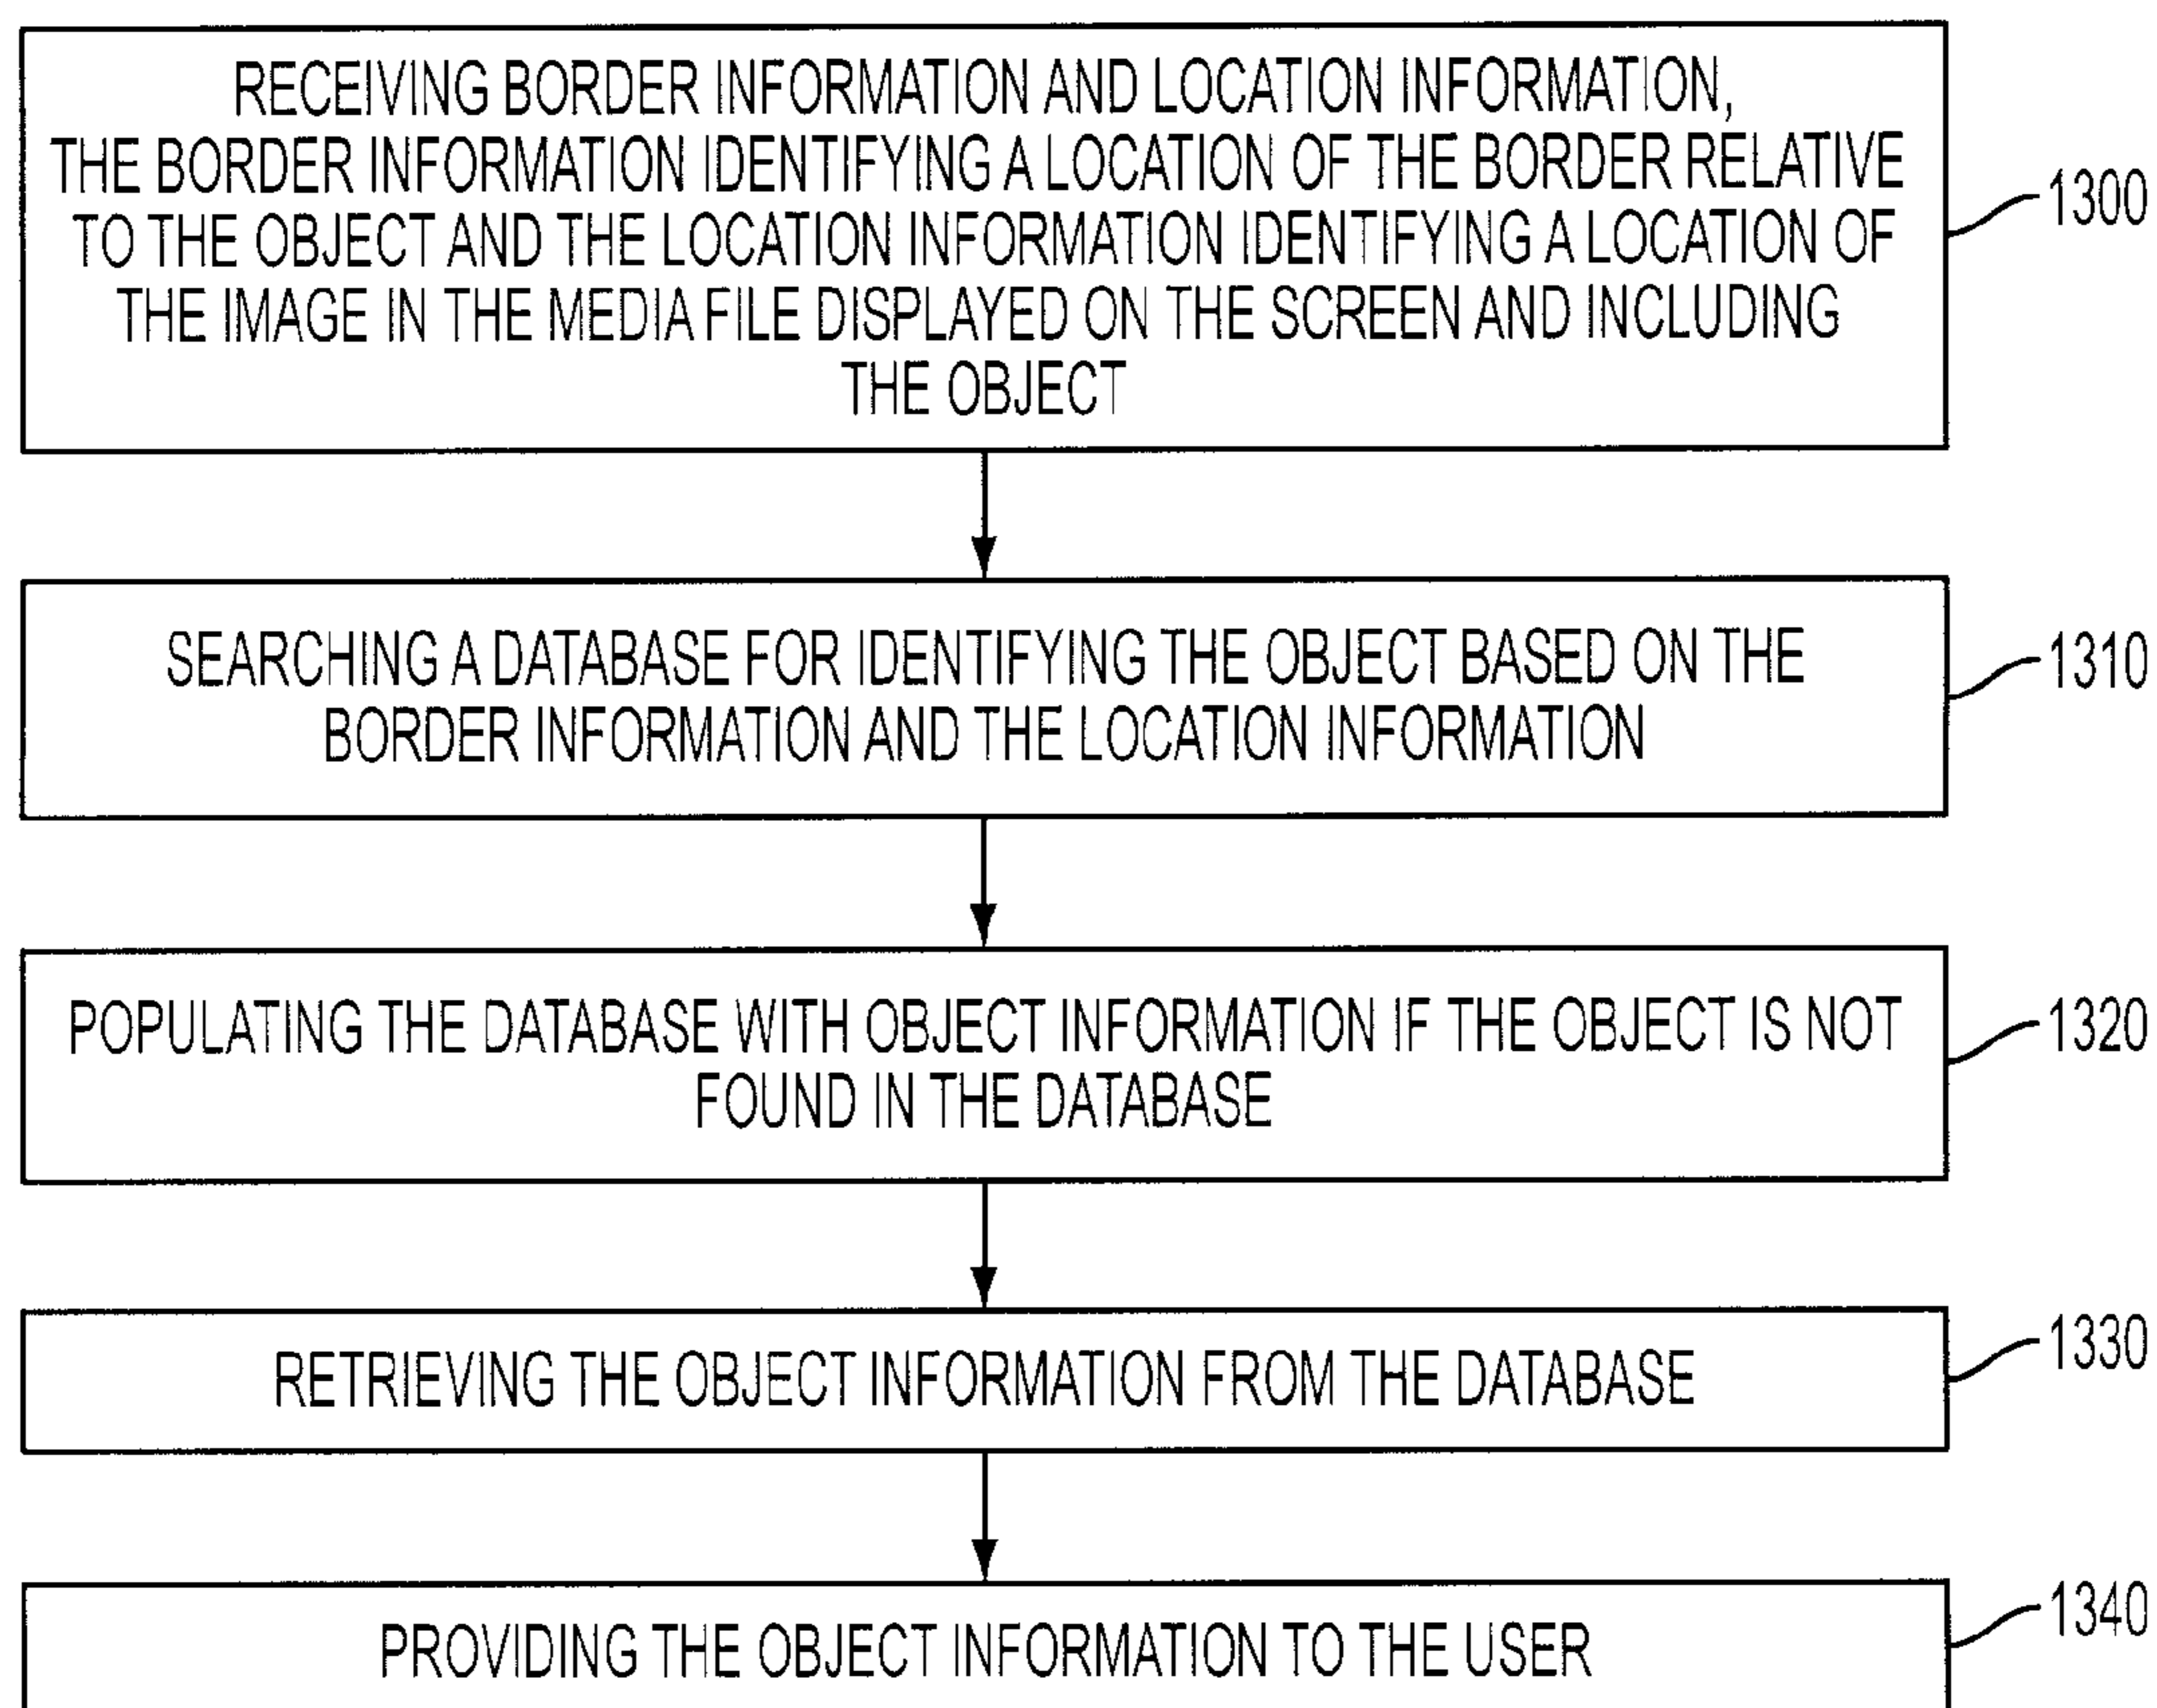 RECEIVING BORDER INFORMATION AND LOCATION INFORMATION,
THE BORDER INFORMATION IDENTIFYING A LOCATION OF THE BORDER RELATIVE
TO THE OBJECT AND THE LOCATION INFORMATION IDENTIFYING A LOCATION OF
THE IMAGE IN THE MEDIA FILE DISPLAYED ON THE SCREEN AND INCLUDING
THE OBJECT
1300
SEARCHING A DATABASE FOR IDENTIFYING THE OBJECT BASED ON THE
BORDER INFORMATION AND THE LOCATION INFORMATION
1310
POPULATING THE DATABASE WITH OBJECT INFORMATION IF THE OBJECT IS NOT
FOUND IN THE DATABASE
1320
RETRIEVING THE OBJECT INFORMATION FROM THE DATABASE
1330
PROVIDING THE OBJECT INFORMATION TO THE USER
1340